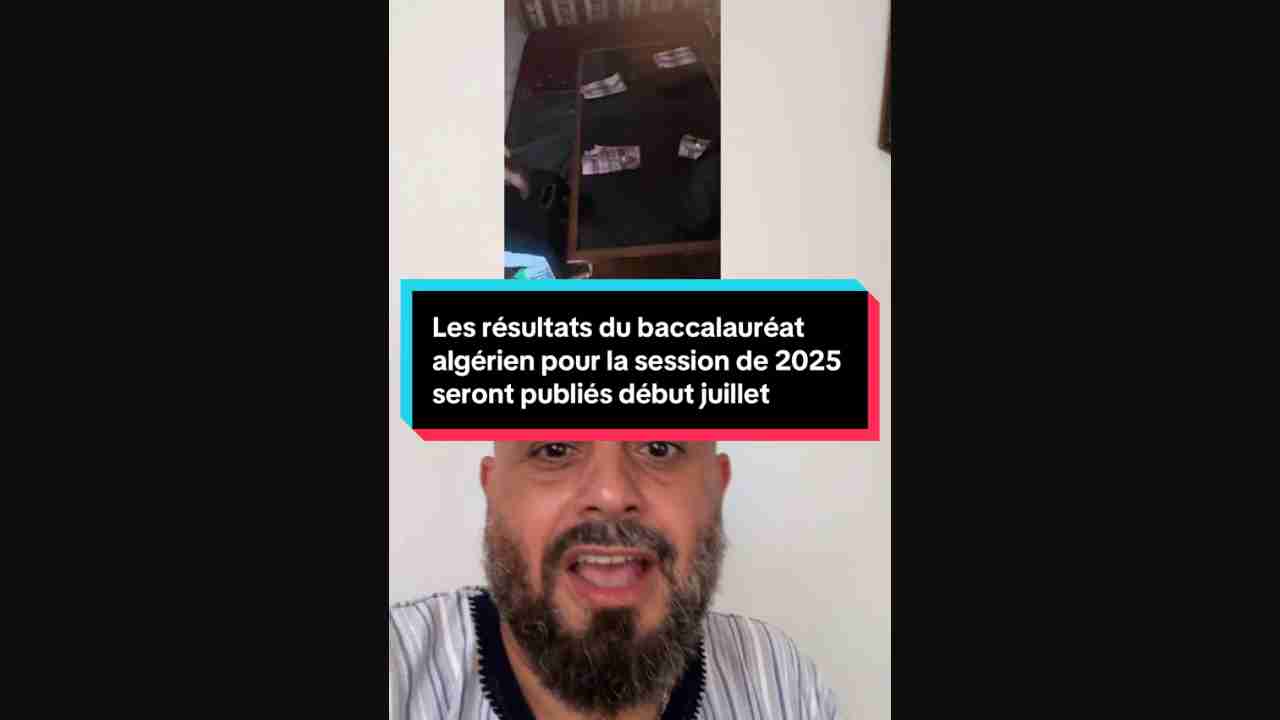 Les résultats du baccalauréat
algérien pour la session de 2025
seront publiés début juillet